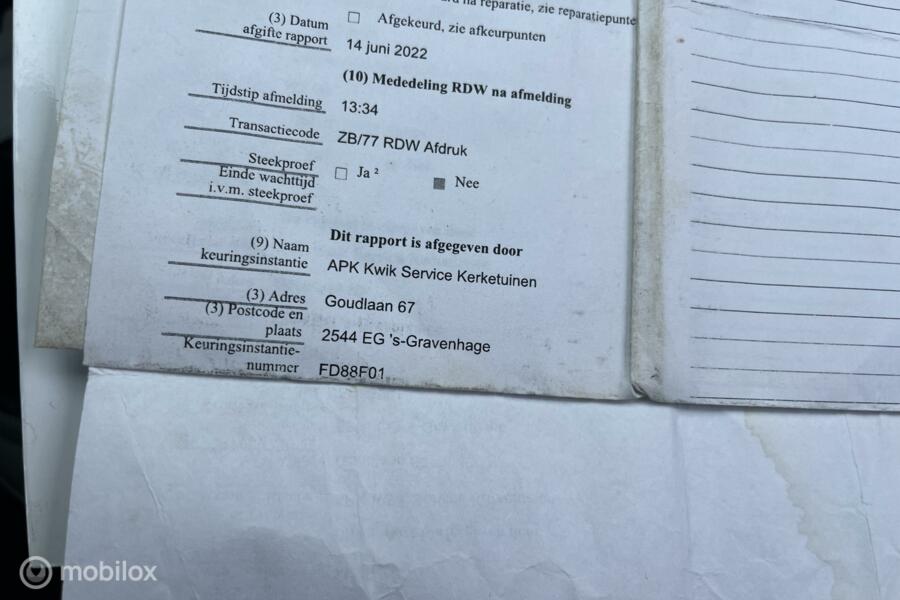 na reparatie, zie reparatiepunte
(3) Datum
afgifte rapport
☐ Afgekeurd, zie afkeurpunten
14 juni 2022
(10) Mededeling RDW na afmelding
Tijdstip afmelding 13:34
Transactiecode ZB/77 RDW Afdruk
Steekproef ☐ Ja ² ■ Nee
Einde wachttijd
i.v.m. steekproef
Dit rapport is afgegeven door
(9) Naam
keuringsinstantie APK Kwik Service Kerketuinen
(3) Adres Goudlaan 67
(3) Postcode en
plaats 2544 EG 's-Gravenhage
Keuringsinstantie-
nummer FD88F01
mobilox